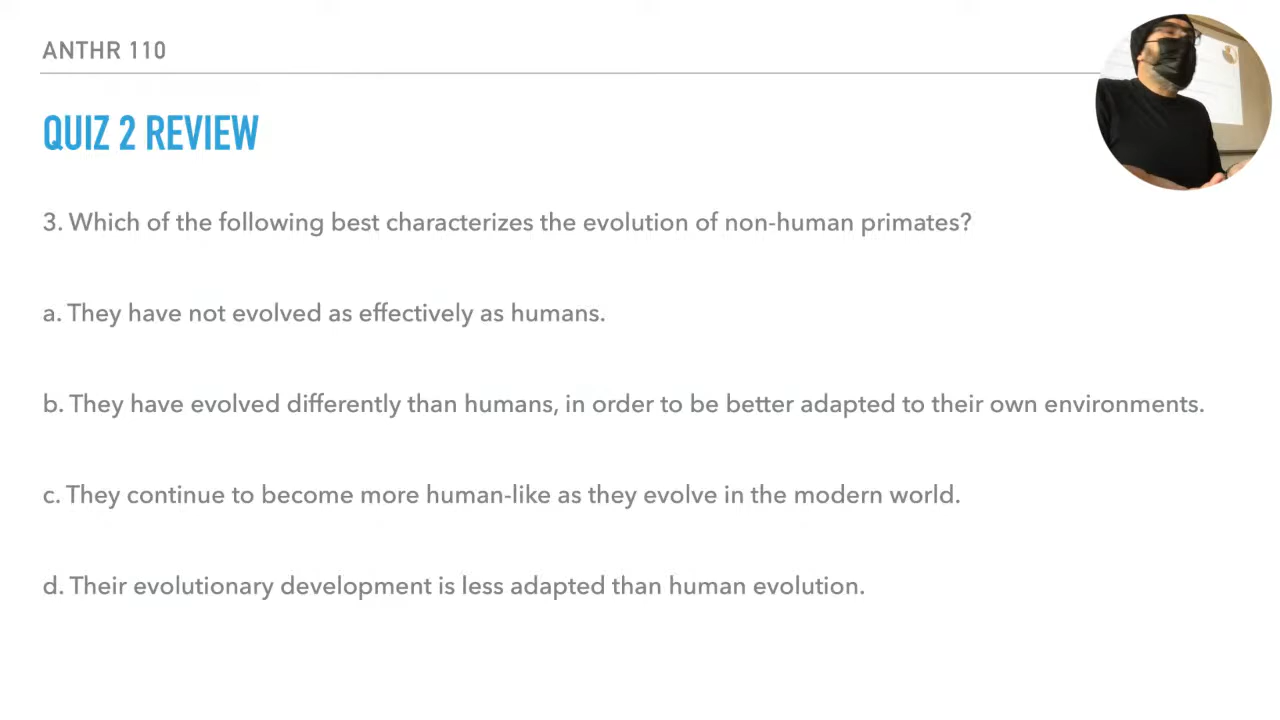 ANTHR 110
QUIZ 2 REVIEW
3. Which of the following best characterizes the evolution of non-human primates?
a. They have not evolved as effectively as humans.
b. They have evolved differently than humans, in order to be better adapted to their own environments.
c. They continue to become more human-like as they evolve in the modern world.
d. Their evolutionary development is less adapted than human evolution.